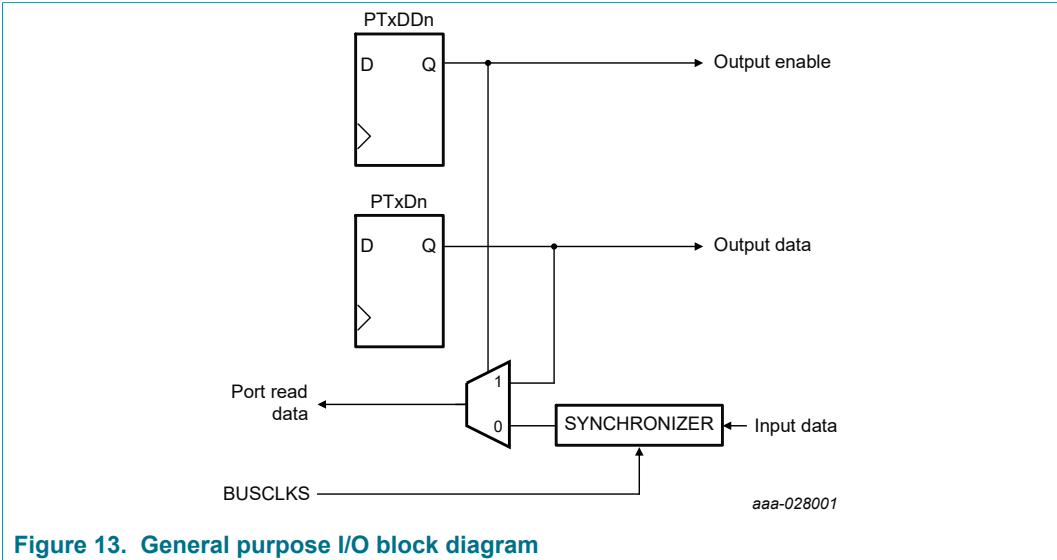 PTxDDn
D Q
Output enable
PTxDn
D Q
Output data
Port read
data
1
0
SYNCHRONIZER
Input data
BUSCLKS
aaa-028001
Figure 13. General purpose I/O block diagram